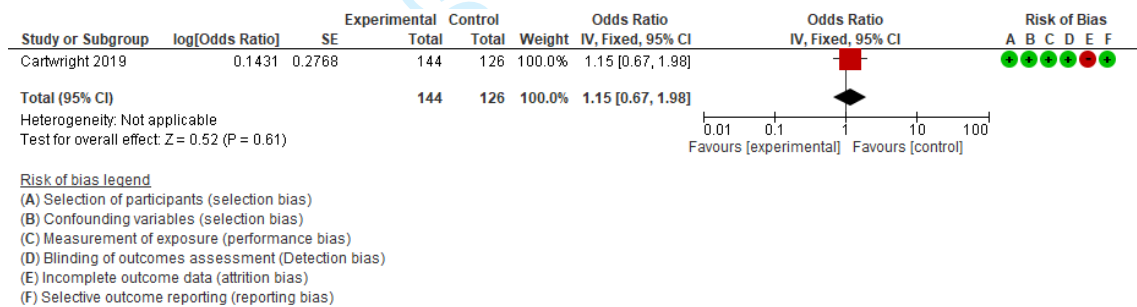 Experimental Control Odds Ratio Odds Ratio Risk of Bias
Study or Subgroup log[Odds Ratio] SE Total Total Weight IV, Fixed, 95% CI IV, Fixed, 95% CI A B C D E F
Cartwright 2019 0.1431 0.2768 144 126 100.0% 1.15 [0.67, 1.98] + + + + - +
Total (95% CI) 144 126 100.0% 1.15 [0.67, 1.98]
Heterogeneity: Not applicable
Test for overall effect: Z = 0.52 (P = 0.61)
0.01 0.1 1 10 100
Favours [experimental] Favours [control]
Risk of bias legend
(A) Selection of participants (selection bias)
(B) Confounding variables (selection bias)
(C) Measurement of exposure (performance bias)
(D) Blinding of outcomes assessment (Detection bias)
(E) Incomplete outcome data (attrition bias)
(F) Selective outcome reporting (reporting bias)